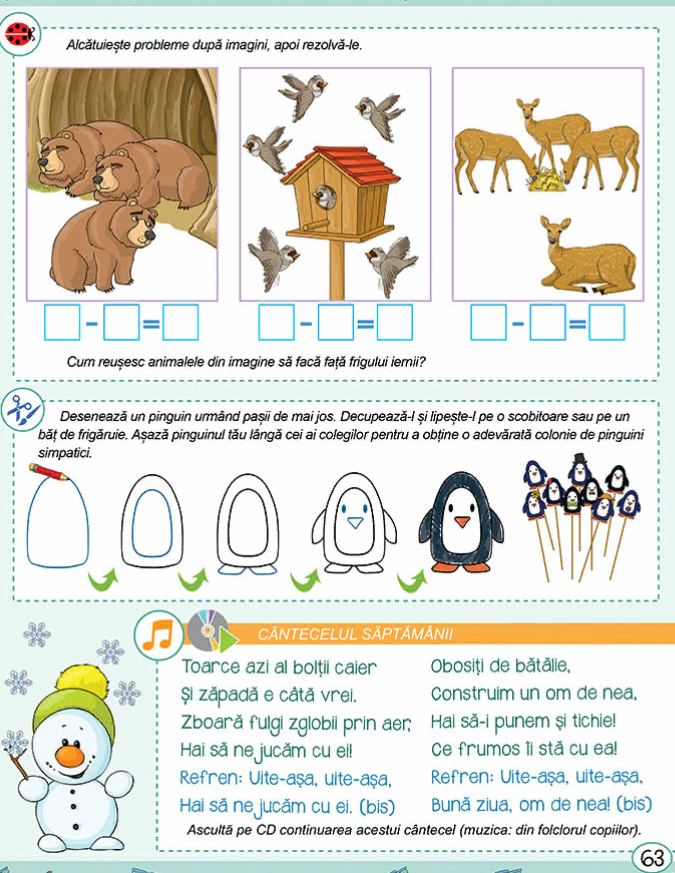 Alcătuiește probleme după imagini, apoi rezolvă-le.
- =
- =
- =
Cum reușesc animalele din imagine să facă față frigului iernii?
Desenează un pinguin urmând pașii de mai jos. Decupează-l și lipește-l pe o scobitoare sau pe un
băț de frigăruie. Așază pinguinul tău lângă cei ai colegilor pentru a obține o adevărată colonie de pinguini
simpatici.
CÂNTECELUL SĂPTĂMÂNII
Toarce azi al bolții caier
Și zăpadă e câtă vrei.
Zboară fulgi zglobii prin aer,
Hai să ne jucăm cu ei!
Refren: Uite-așa, uite-așa,
Hai să ne jucăm cu ei. (bis)
Obosiți de bătălie,
Construim un om de nea,
Hai să-i punem și tichie!
Ce frumos îi stă cu ea!
Refren: Uite-așa, uite-așa,
Bună ziua, om de nea! (bis)
Ascultă pe CD continuarea acestui cântecel (muzica: din folclorul copiilor).
63